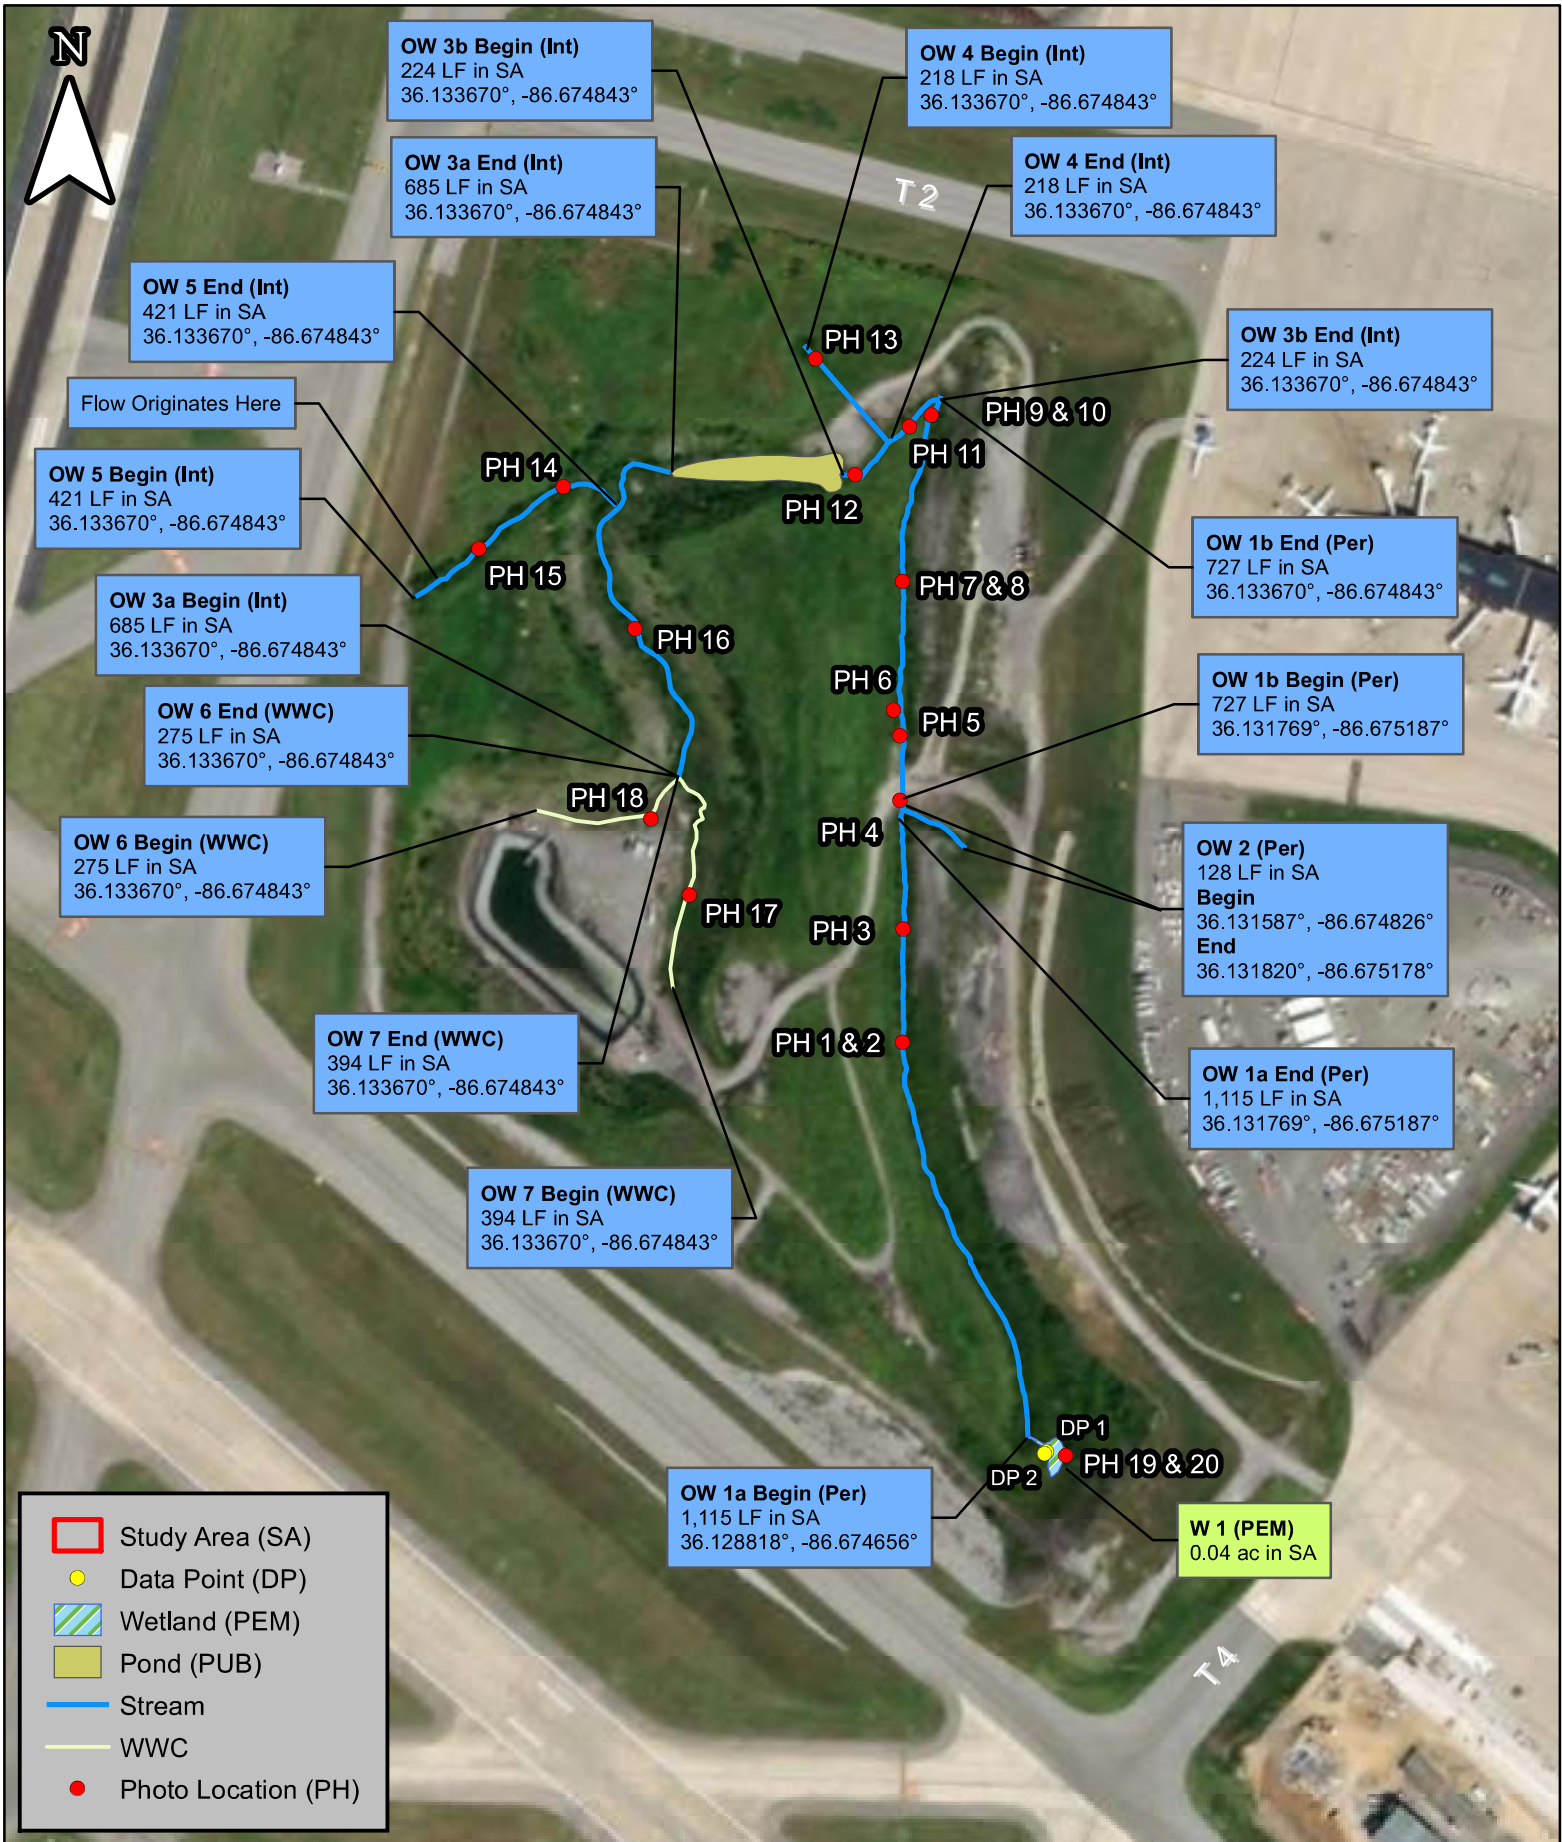 N
OW 3b Begin (Int)
224 LF in SA
36.133670°, -86.674843°
OW 4 Begin (Int)
218 LF in SA
36.133670°, -86.674843°
OW 3a End (Int)
685 LF in SA
36.133670°, -86.674843°
OW 4 End (Int)
218 LF in SA
36.133670°, -86.674843°
T 2
OW 5 End (Int)
421 LF in SA
36.133670°, -86.674843°
OW 3b End (Int)
224 LF in SA
36.133670°, -86.674843°
PH 13
Flow Originates Here
PH 9 & 10
PH 11
OW 5 Begin (Int)
421 LF in SA
36.133670°, -86.674843°
PH 14
PH 12
OW 1b End (Per)
727 LF in SA
36.133670°, -86.674843°
PH 15
PH 7 & 8
OW 3a Begin (Int)
685 LF in SA
36.133670°, -86.674843°
PH 16
PH 6
PH 5
OW 1b Begin (Per)
727 LF in SA
36.131769°, -86.675187°
OW 6 End (WWC)
275 LF in SA
36.133670°, -86.674843°
PH 18
PH 4
OW 6 Begin (WWC)
275 LF in SA
36.133670°, -86.674843°
OW 2 (Per)
128 LF in SA
Begin
36.131587°, -86.674826°
End
36.131820°, -86.675178°
PH 17
PH 3
OW 7 End (WWC)
394 LF in SA
36.133670°, -86.674843°
PH 1 & 2
OW 1a End (Per)
1,115 LF in SA
36.131769°, -86.675187°
OW 7 Begin (WWC)
394 LF in SA
36.133670°, -86.674843°
DP 1
DP 2
PH 19 & 20
OW 1a Begin (Per)
1,115 LF in SA
36.128818°, -86.674656°
W 1 (PEM)
0.04 ac in SA
T 4
Study Area (SA)
Data Point (DP)
Wetland (PEM)
Pond (PUB)
Stream
WWC
Photo Location (PH)